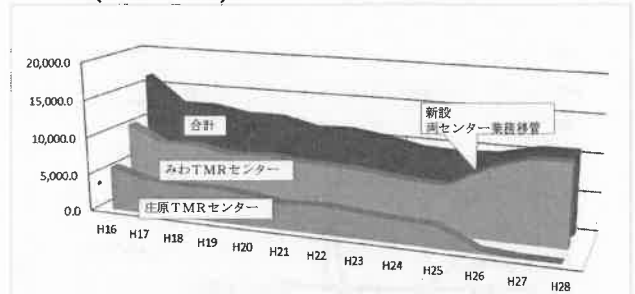 20,000.0
15,000.0
10,000.0
5,000.0
0.0
合計
みわTMRセンター
庄原TMRセンター
新設
両センター業務移管
H16
H17
H18
H19
H20
H21
H22
H23
H24
H25
H26
H27
H28